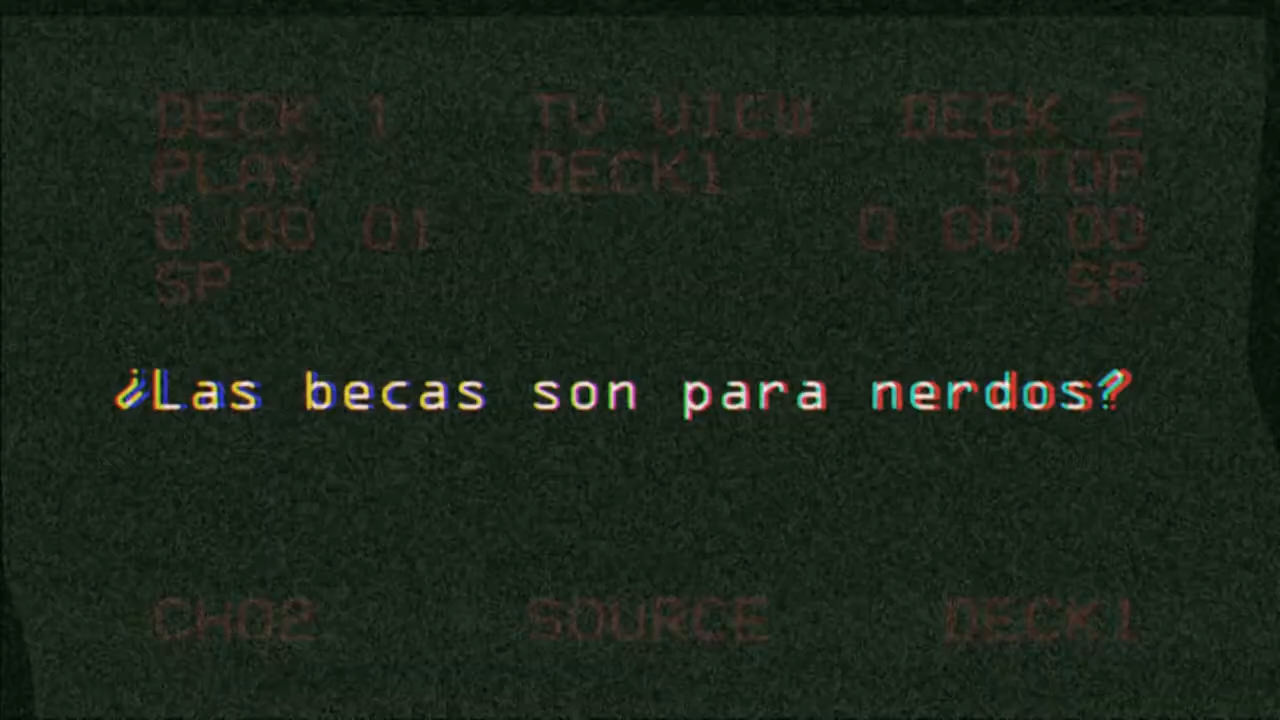 DECK 1 TV VIEW DECK 2
PLAY DECK1 STOP
0 00 01 0 00 00
SP SP
¿Las becas son para nerdos?
CH02 SOURCE DECK1